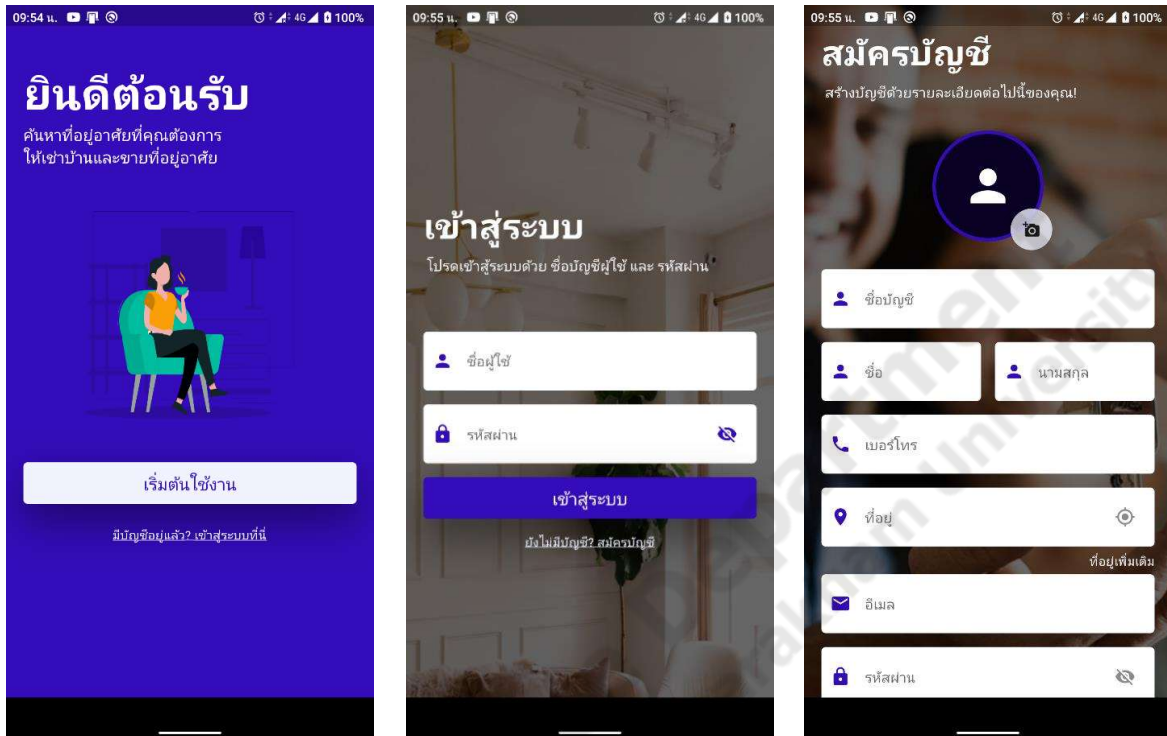 09:54 น. 4G 100%
ยินดีต้อนรับ
ค้นหาที่อยู่อาศัยที่คุณต้องการ
ให้เช่าบ้านและขายที่อยู่อาศัย
เริ่มต้นใช้งาน
มีบัญชีอยู่แล้ว? เข้าสู่ระบบที่นี่
09:55 น. 4G 100%
เข้าสู่ระบบ
โปรดเข้าสู้ระบบด้วย ชื่อบัญชีผู้ใช้ และ รหัสผ่าน
ชื่อผู้ใช้
รหัสผ่าน
เข้าสู่ระบบ
ยังไม่มีบัญชี? สมัครบัญชี
09:55 น. 4G 100%
สมัครบัญชี
สร้างบัญชีด้วยรายละเอียดต่อไปนี้ของคุณ!
ชื่อบัญชี
ชื่อ นามสกุล
เบอร์โทร
ที่อยู่
ที่อยู่เพิ่มเติม
อีเมล
รหัสผ่าน
Department
University